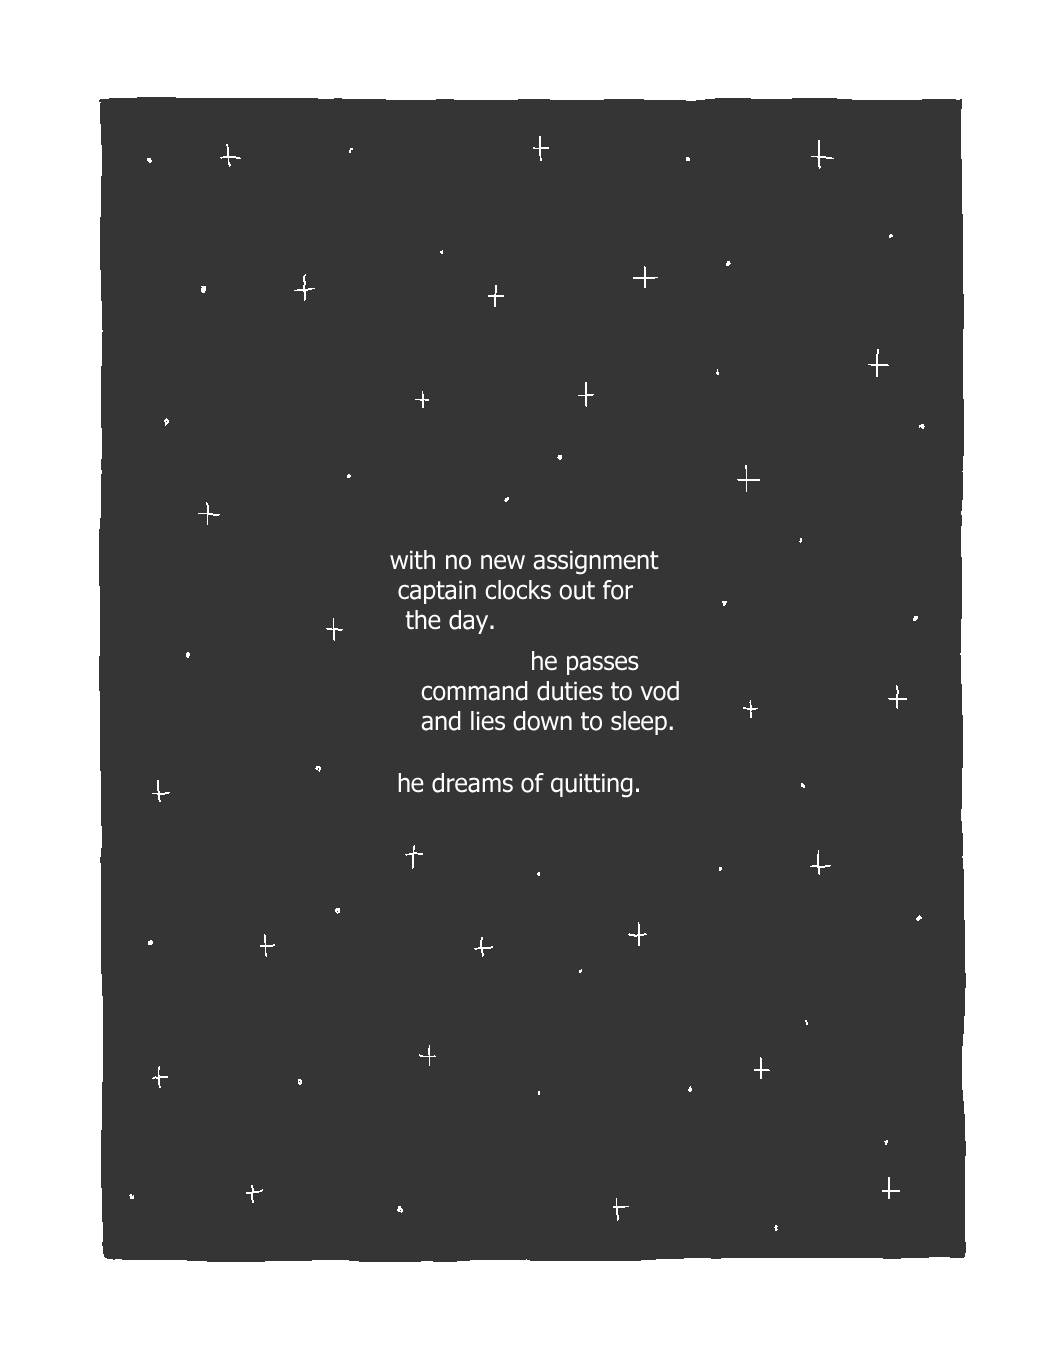 with no new assignment
captain clocks out for
the day.
he passes
command duties to vod
and lies down to sleep.
he dreams of quitting.